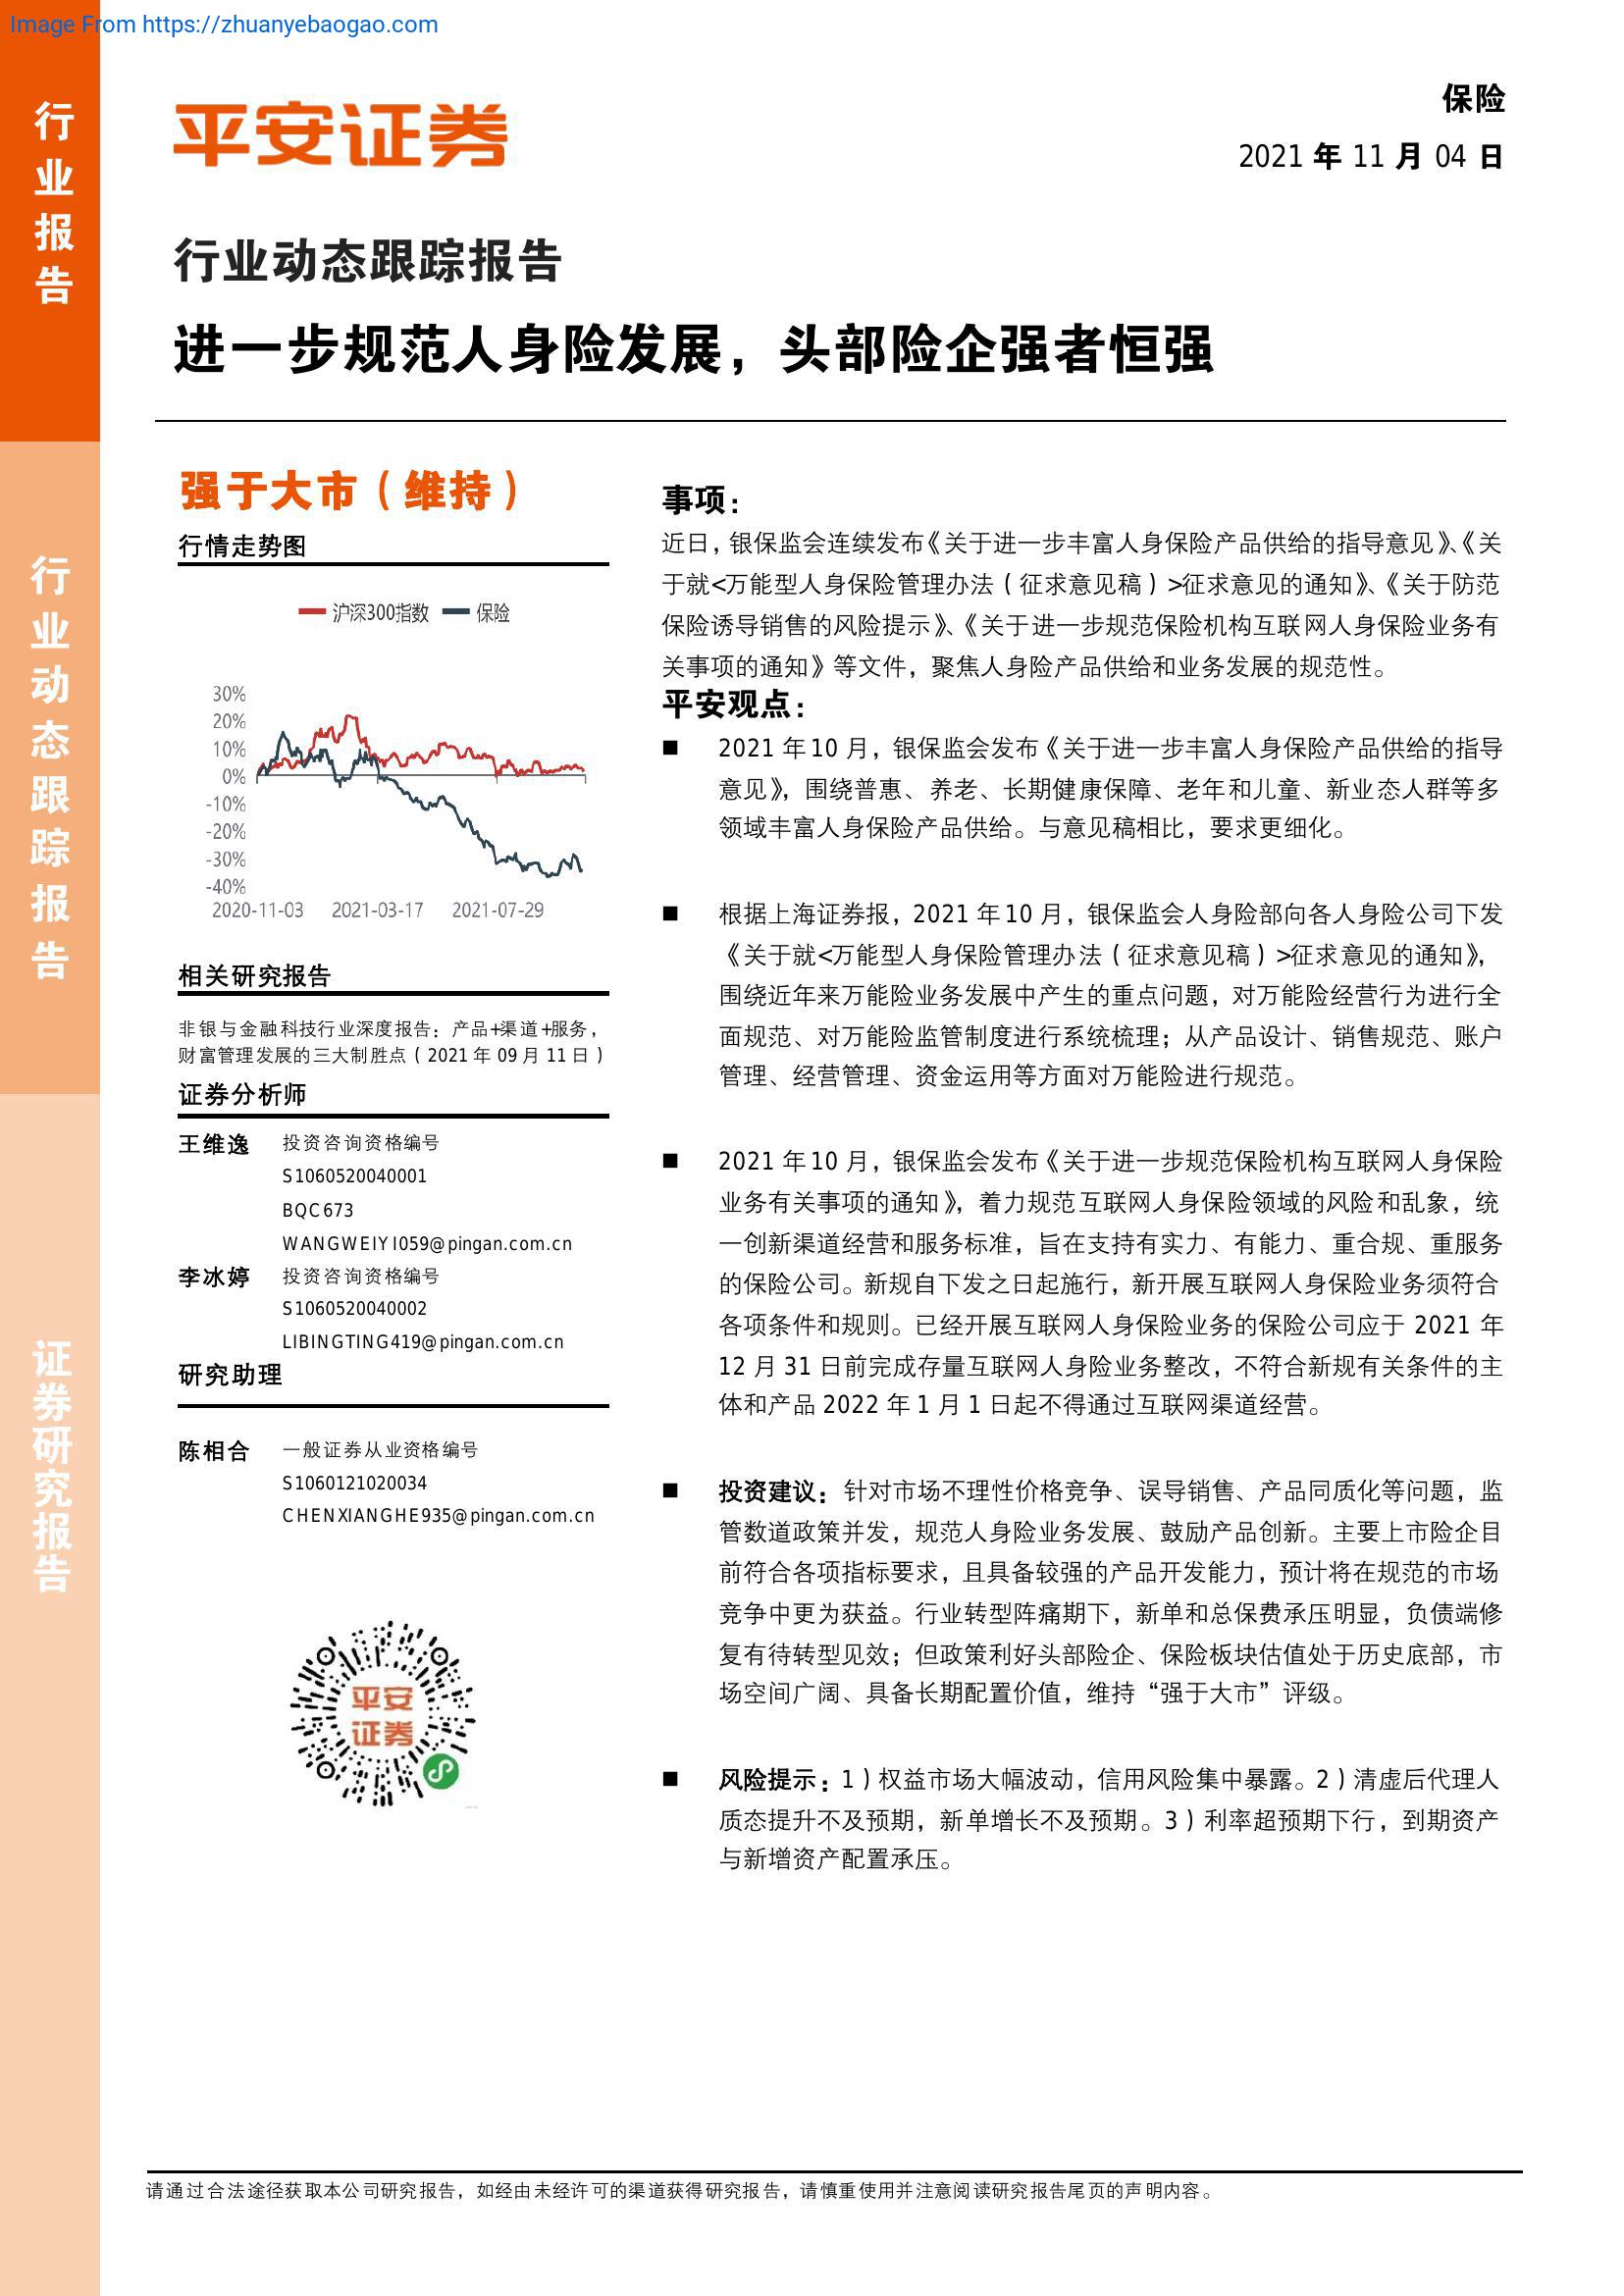 Image From https://zhuanyebaogao.com
行业报告
行业动态跟踪报告
证券研究报告
平安证券
保险
2021 年 11 月 04 日
行业动态跟踪报告
进一步规范人身险发展，头部险企强者恒强
强于大市（维持）
行情走势图
沪深300指数 保险
30%
20%
10%
0%
-10%
-20%
-30%
-40%
2020-11-03 2021-03-17 2021-07-29
相关研究报告
非银与金融科技行业深度报告：产品+渠道+服务，
财富管理发展的三大制胜点（2021 年 09 月 11 日）
证券分析师
王维逸 投资咨询资格编号
S1060520040001
BQC673
WANGWEIYI059@pingan.com.cn
李冰婷 投资咨询资格编号
S1060520040002
LIBINGTING419@pingan.com.cn
研究助理
陈相合 一般证券从业资格编号
S1060121020034
CHENXIANGHE935@pingan.com.cn
平安
证券
事项：
近日，银保监会连续发布《关于进一步丰富人身保险产品供给的指导意见》、《关
于就<万能型人身保险管理办法（征求意见稿）>征求意见的通知》、《关于防范
保险诱导销售的风险提示》、《关于进一步规范保险机构互联网人身保险业务有
关事项的通知》等文件，聚焦人身险产品供给和业务发展的规范性。
平安观点：
■ 2021 年 10 月，银保监会发布《关于进一步丰富人身保险产品供给的指导
意见》，围绕普惠、养老、长期健康保障、老年和儿童、新业态人群等多
领域丰富人身保险产品供给。与意见稿相比，要求更细化。
■ 根据上海证券报，2021 年 10 月，银保监会人身险部向各人身险公司下发
《关于就<万能型人身保险管理办法（征求意见稿）>征求意见的通知》，
围绕近年来万能险业务发展中产生的重点问题，对万能险经营行为进行全
面规范、对万能险监管制度进行系统梳理；从产品设计、销售规范、账户
管理、经营管理、资金运用等方面对万能险进行规范。
■ 2021 年 10 月，银保监会发布《关于进一步规范保险机构互联网人身保险
业务有关事项的通知》，着力规范互联网人身保险领域的风险和乱象，统
一创新渠道经营和服务标准，旨在支持有实力、有能力、重合规、重服务
的保险公司。新规自下发之日起施行，新开展互联网人身保险业务须符合
各项条件和规则。已经开展互联网人身保险业务的保险公司应于 2021 年
12 月 31 日前完成存量互联网人身险业务整改，不符合新规有关条件的主
体和产品 2022 年 1 月 1 日起不得通过互联网渠道经营。
■ 投资建议：针对市场不理性价格竞争、误导销售、产品同质化等问题，监
管数道政策并发，规范人身险业务发展、鼓励产品创新。主要上市险企目
前符合各项指标要求，且具备较强的产品开发能力，预计将在规范的市场
竞争中更为获益。行业转型阵痛期下，新单和总保费承压明显，负债端修
复有待转型见效；但政策利好头部险企、保险板块估值处于历史底部，市
场空间广阔、具备长期配置价值，维持“强于大市”评级。
■ 风险提示：1）权益市场大幅波动，信用风险集中暴露。2）清虚后代理人
质态提升不及预期，新单增长不及预期。3）利率超预期下行，到期资产
与新增资产配置承压。
请通过合法途径获取本公司研究报告，如经由未经许可的渠道获得研究报告，请慎重使用并注意阅读研究报告尾页的声明内容。